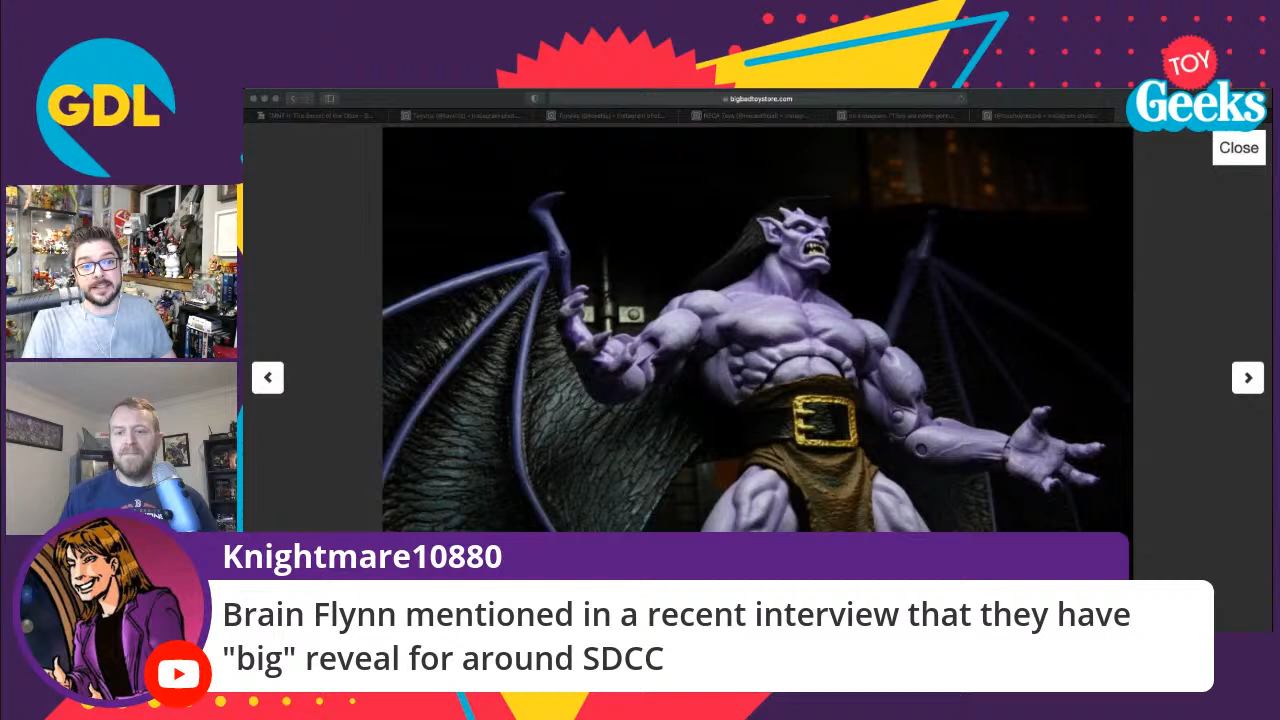 GDL
TOY
Geeks
bigbadtoystore.com
Close
Knightmare10880
Brain Flynn mentioned in a recent interview that they have
"big" reveal for around SDCC